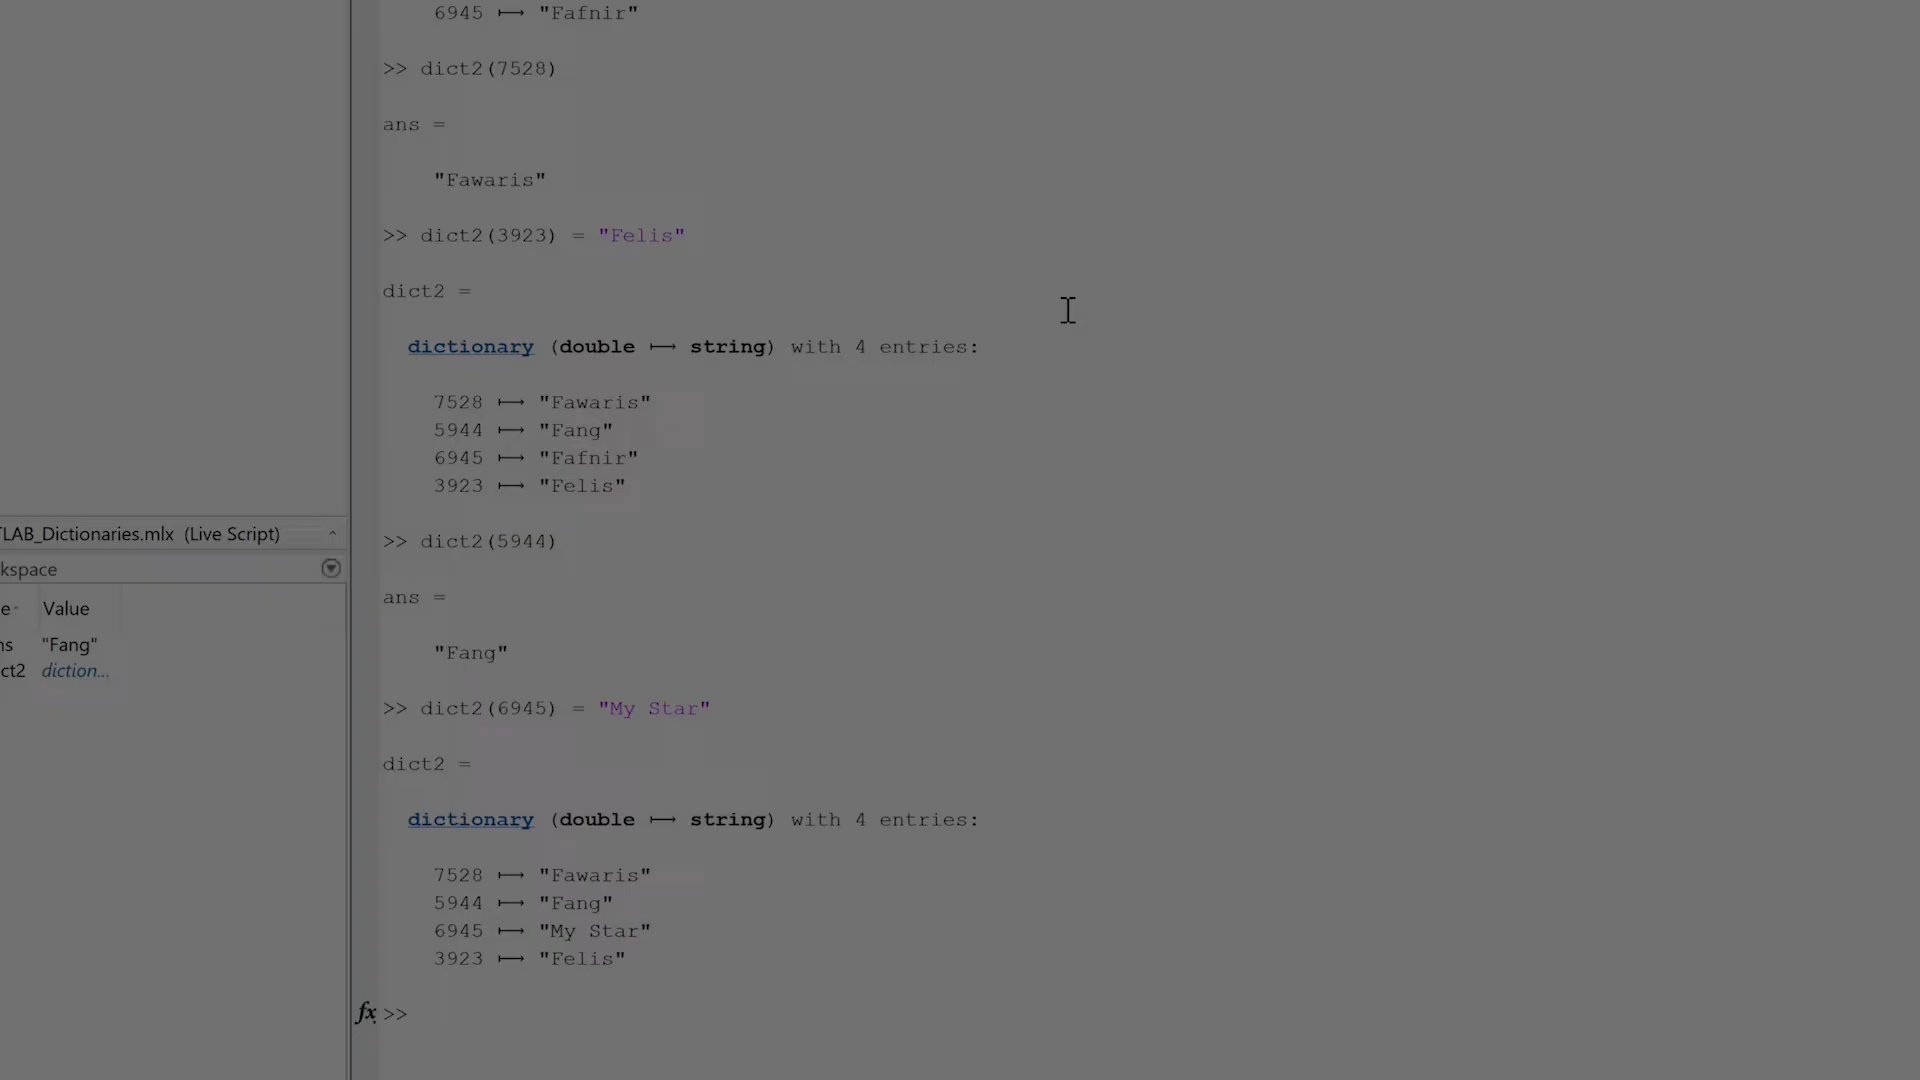 6945 ⟼ "Fafnir"
>> dict2(7528)
ans =
"Fawaris"
>> dict2(3923) = "Felis"
dict2 =
dictionary (double ⟼ string) with 4 entries:
7528 ⟼ "Fawaris"
5944 ⟼ "Fang"
6945 ⟼ "Fafnir"
3923 ⟼ "Felis"
>> dict2(5944)
ans =
"Fang"
>> dict2(6945) = "My Star"
dict2 =
dictionary (double ⟼ string) with 4 entries:
7528 ⟼ "Fawaris"
5944 ⟼ "Fang"
6945 ⟼ "My Star"
3923 ⟼ "Felis"
fx >>
TLAB_Dictionaries.mlx (Live Script)
kspace
e Value
ns "Fang"
ct2 diction...